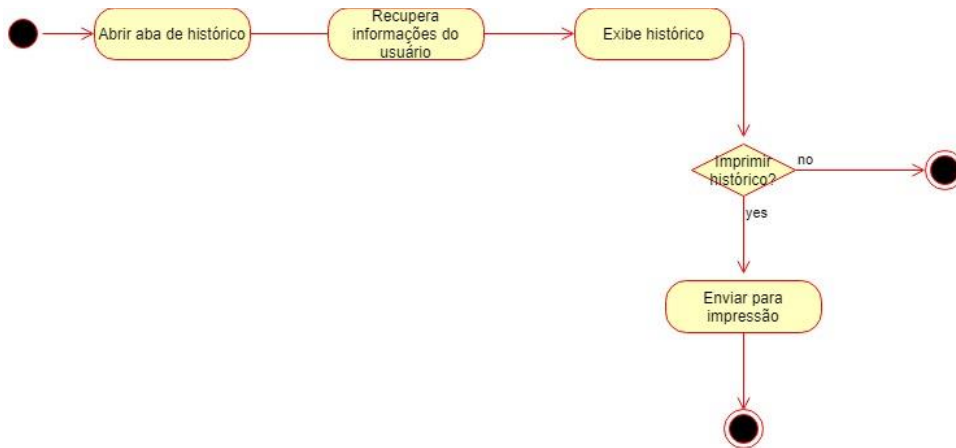 Abrir aba de histórico
Recupera
informações do
usuário
Exibe histórico
Imprimir
histórico?
no
yes
Enviar para
impressão